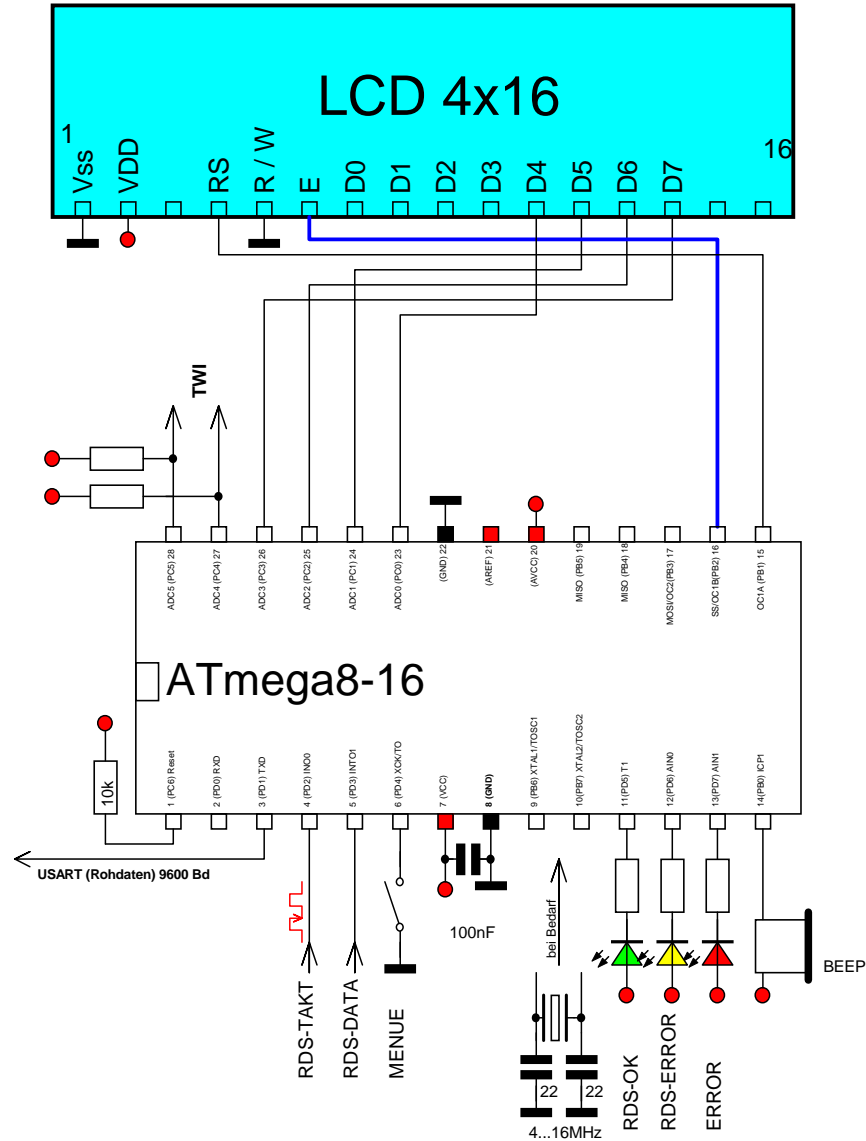 LCD 4x16
1
16
Vss
VDD
RS
R / W
E
D0
D1
D2
D3
D4
D5
D6
D7
TWI
ADC5 (PC5) 28
ADC4 (PC4) 27
ADC3 (PC3) 26
ADC2 (PC2) 25
ADC1 (PC1) 24
ADC0 (PC0) 23
(GND) 22
(AREF) 21
(AVCC) 20
MISO (PB5) 19
MISO (PB4) 18
MOSI/OC2(PB3) 17
SS/OC1B(PB2) 16
OC1A (PB1) 15
ATmega8-16
10k
1 (PC6) Reset
2 (PD0) RXD
3 (PD1) TXD
4 (PD2) INO0
5 (PD3) INTO1
6 (PD4) XCK/TO
7 (VCC)
8 (GND)
9 (PB6) XTAL1/TOSC1
10(PB7) XTAL2/TOSC2
11(PD5) T1
12(PD6) AIN0
13(PD7) AIN1
14(PB0) ICP1
USART (Rohdaten) 9600 Bd
100nF
bei Bedarf
BEEP
RDS-TAKT
RDS-DATA
MENUE
22
22
4...16MHz
RDS-OK
RDS-ERROR
ERROR